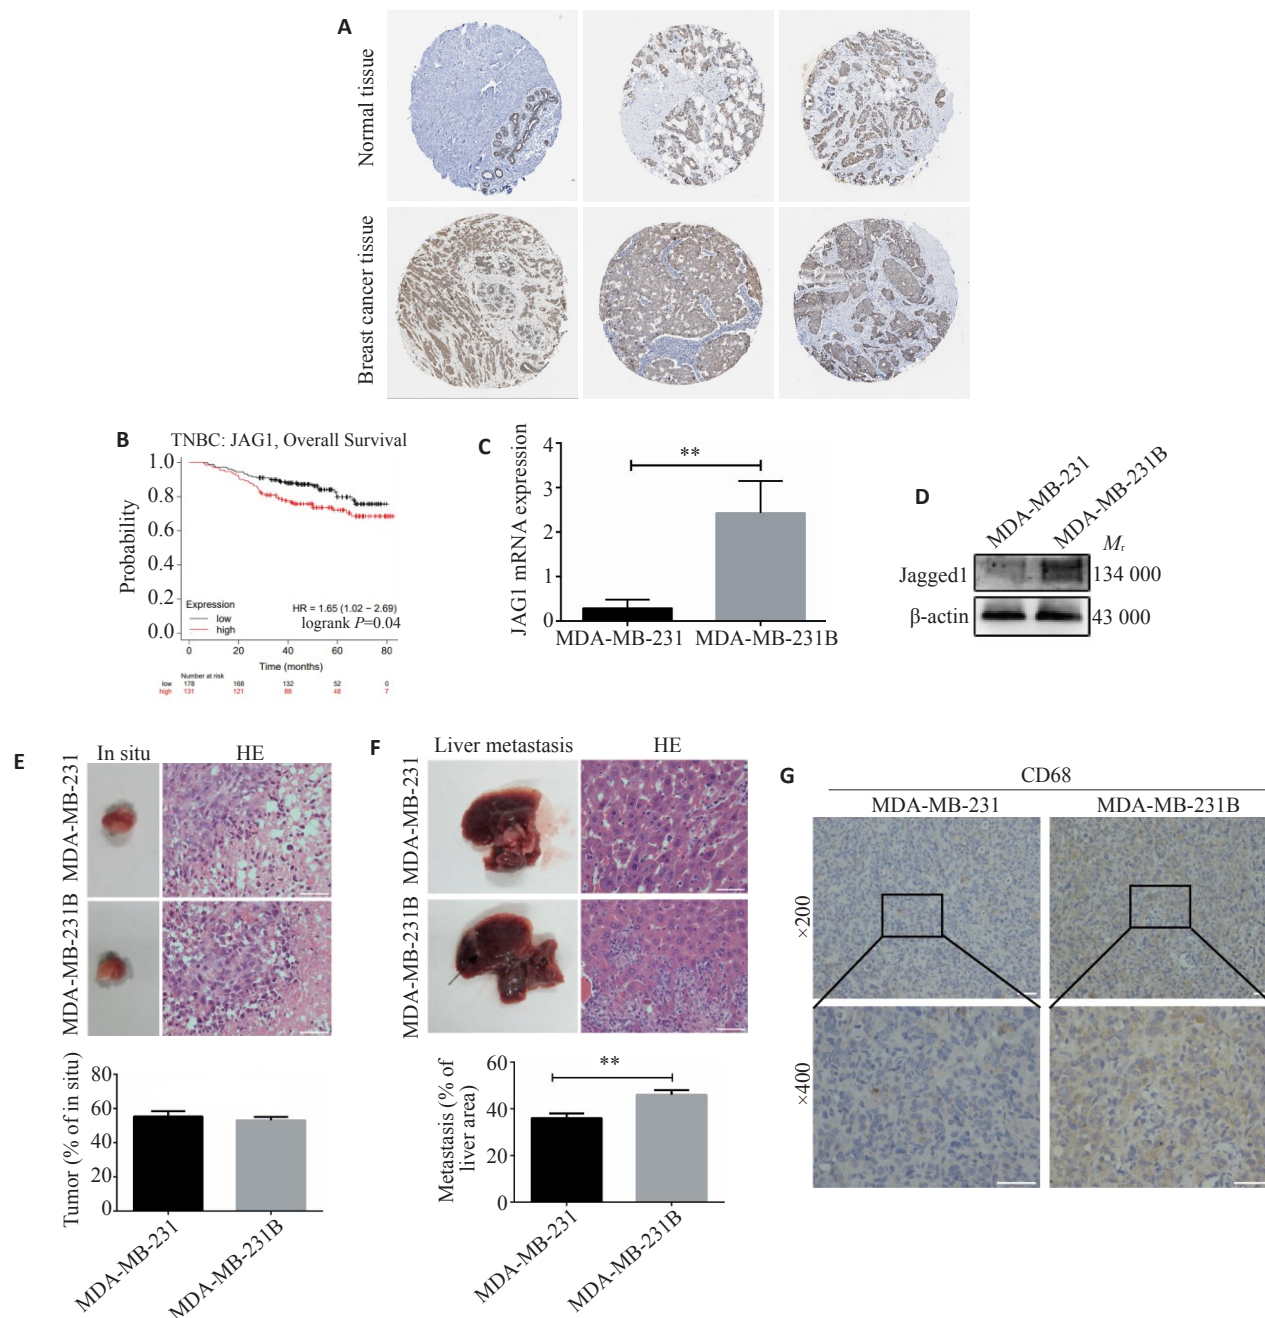 A
Normal tissue
Breast cancer tissue
B
TNBC: JAG1, Overall Survival
Probability
1.0
0.8
0.6
0.4
0.2
0.0
Expression
low
high
HR = 1.65 (1.02 − 2.69)
logrank P=0.04
0 20 40 60 80
Time (months)
Number at risk
low 178 168 132 52 0
high 131 121 88 48 7
C
JAG1 mRNA expression
4
3
2
1
0
**
MDA-MB-231 MDA-MB-231B
D
MDA-MB-231
MDA-MB-231B
Mr
Jagged1 134 000
β-actin 43 000
E
In situ HE
MDA-MB-231
MDA-MB-231B
Tumor (% of in situ)
80
60
40
20
0
MDA-MB-231
MDA-MB-231B
F
Liver metastasis HE
MDA-MB-231
MDA-MB-231B
Metastasis (% of
liver area)
60
40
20
0
**
MDA-MB-231
MDA-MB-231B
G
CD68
MDA-MB-231 MDA-MB-231B
×200
×400